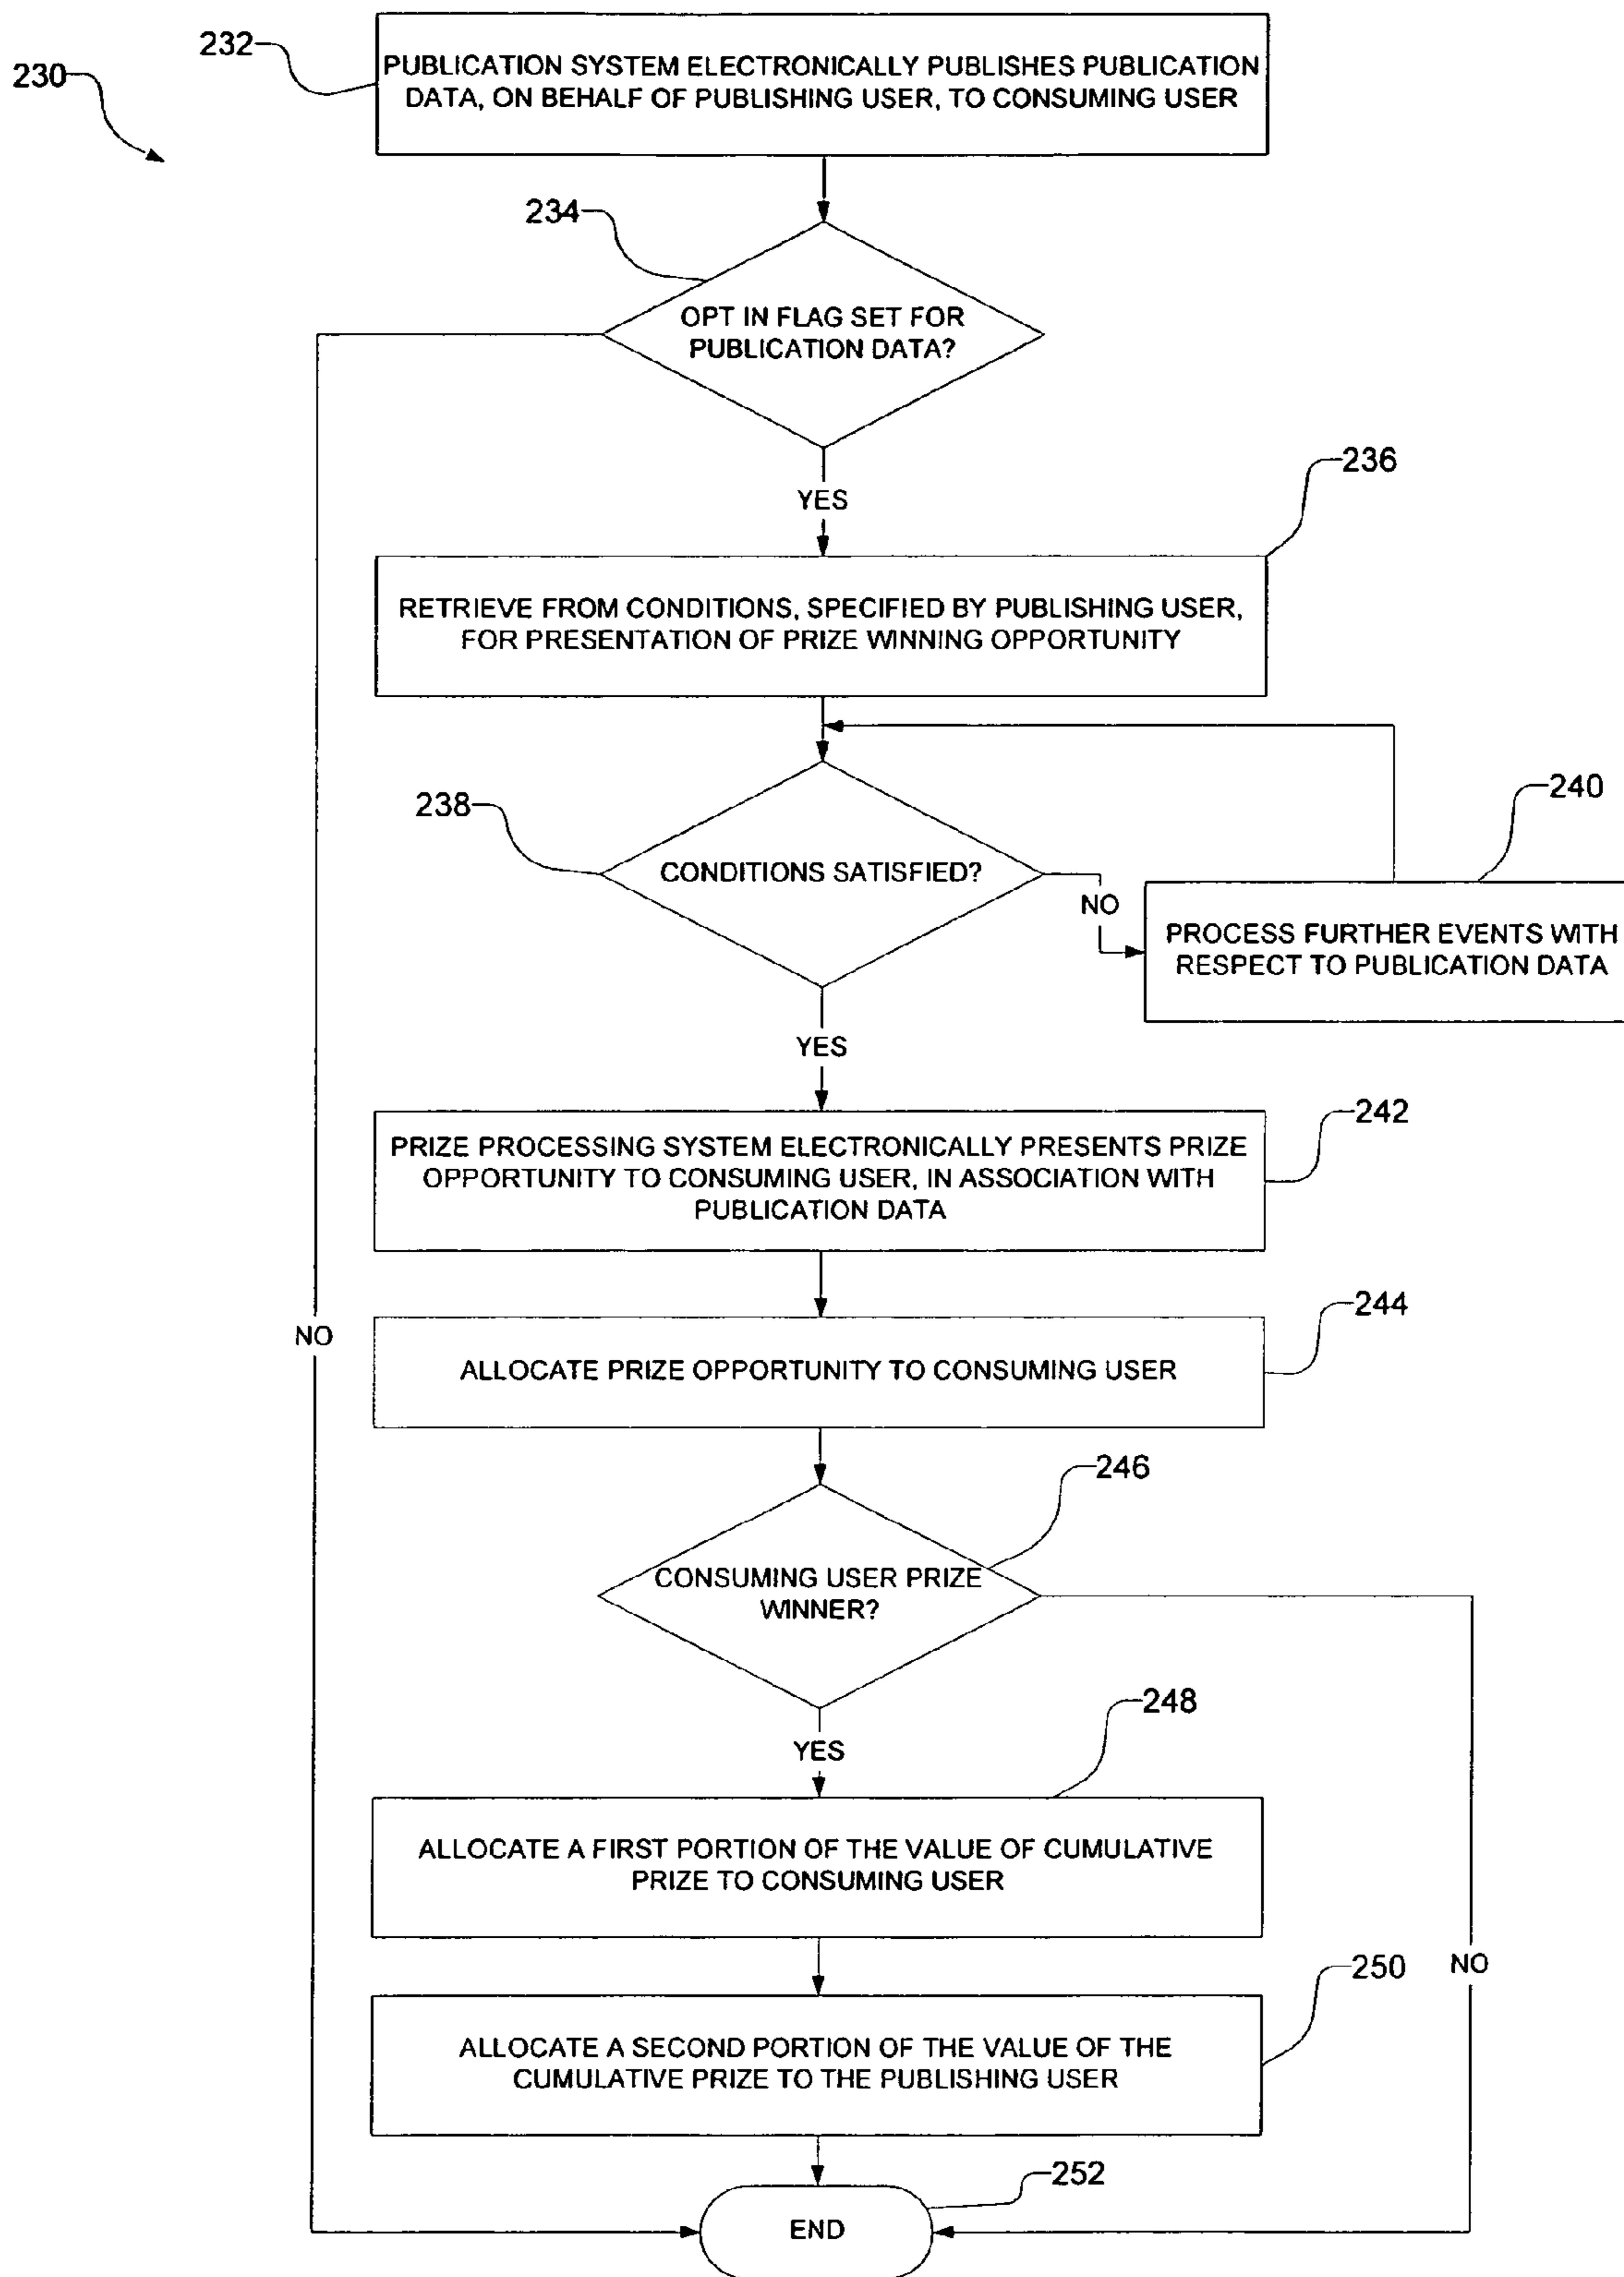 230
232
PUBLICATION SYSTEM ELECTRONICALLY PUBLISHES PUBLICATION
DATA, ON BEHALF OF PUBLISHING USER, TO CONSUMING USER
234
OPT IN FLAG SET FOR
PUBLICATION DATA?
YES
236
RETRIEVE FROM CONDITIONS, SPECIFIED BY PUBLISHING USER,
FOR PRESENTATION OF PRIZE WINNING OPPORTUNITY
238
CONDITIONS SATISFIED?
NO
240
PROCESS FURTHER EVENTS WITH
RESPECT TO PUBLICATION DATA
YES
242
PRIZE PROCESSING SYSTEM ELECTRONICALLY PRESENTS PRIZE
OPPORTUNITY TO CONSUMING USER, IN ASSOCIATION WITH
PUBLICATION DATA
244
NO
ALLOCATE PRIZE OPPORTUNITY TO CONSUMING USER
246
CONSUMING USER PRIZE
WINNER?
248
YES
ALLOCATE A FIRST PORTION OF THE VALUE OF CUMULATIVE
PRIZE TO CONSUMING USER
250
NO
ALLOCATE A SECOND PORTION OF THE VALUE OF THE
CUMULATIVE PRIZE TO THE PUBLISHING USER
252
END